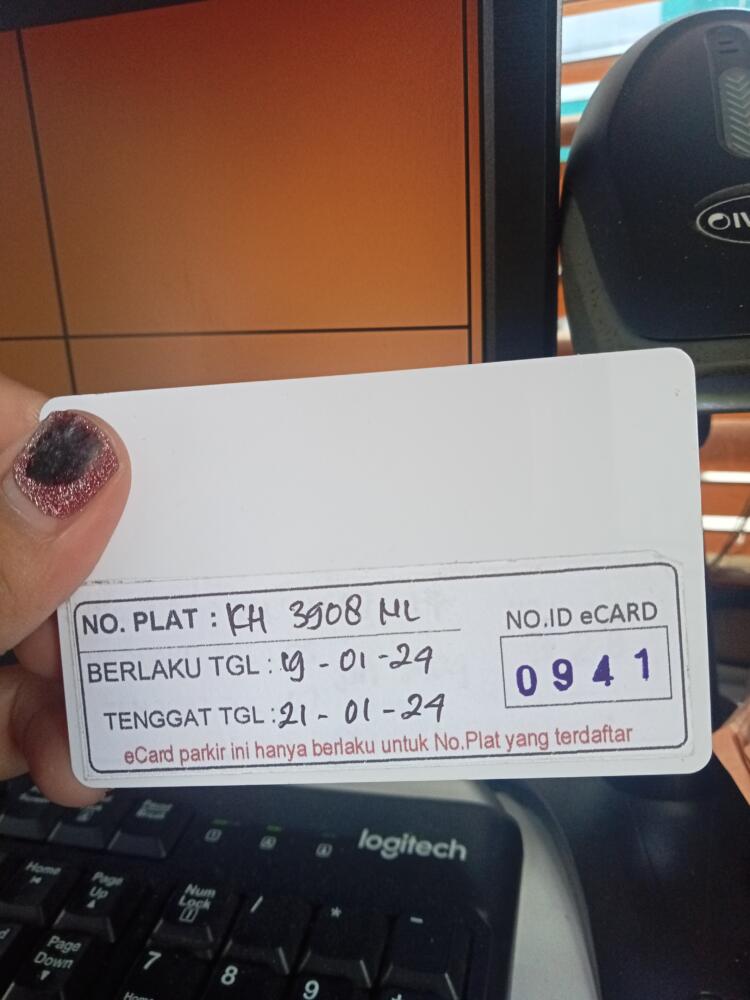 NO. PLAT : KH 3908 ML
BERLAKU TGL : 19 - 01 - 24
TENGGAT TGL : 21 - 01 - 24
NO.ID eCARD
0941
eCard parkir ini hanya berlaku untuk No.Plat yang terdaftar
logitech
Home
Page Up
Num Lock
/
*
-
Page Down
7
8
9
Home